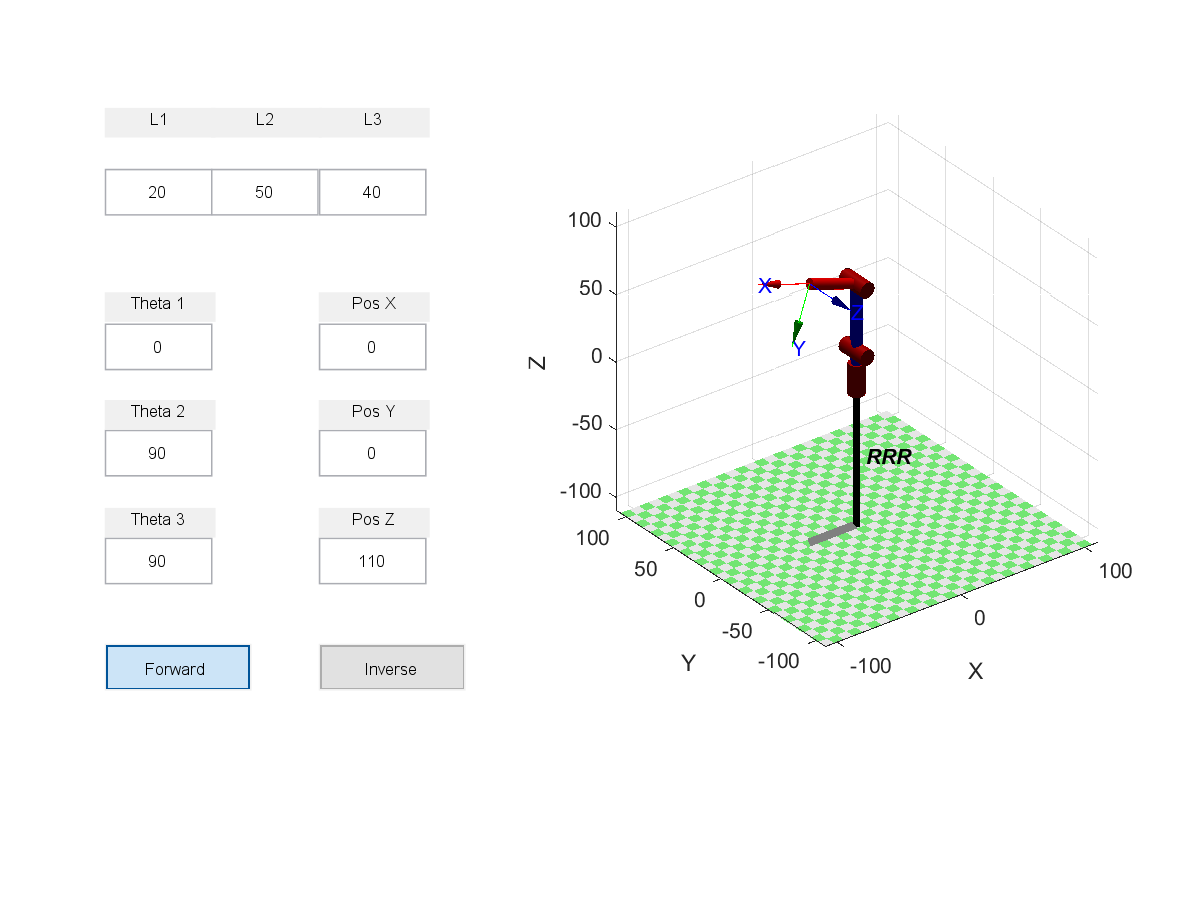 L1 L2 L3
20 50 40
Theta 1 Pos X
0 0
Theta 2 Pos Y
90 0
Theta 3 Pos Z
90 110
Forward Inverse
100
50
0
-50
-100
Z
X
Y
Z
RRR
100
50
0
-50
-100
Y
-100
0
100
X